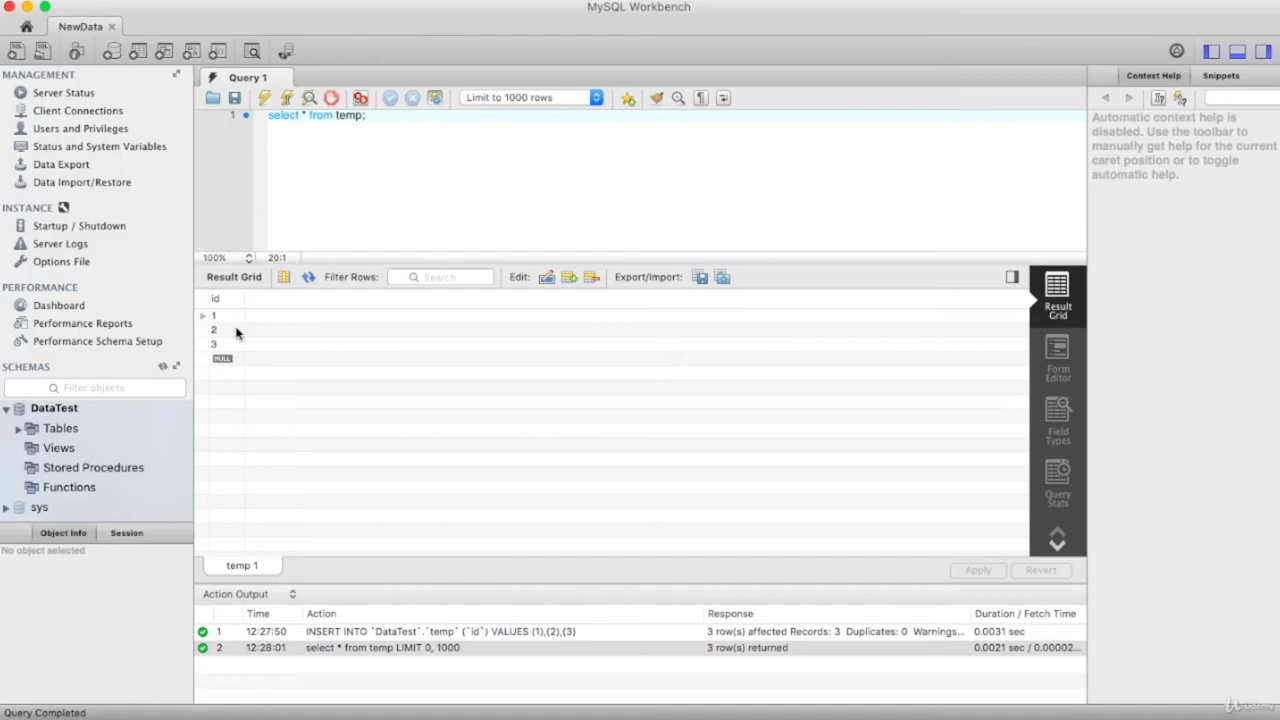 MySQL Workbench
NewData
MANAGEMENT
Server Status
Client Connections
Users and Privileges
Status and System Variables
Data Export
Data Import/Restore
INSTANCE
Startup / Shutdown
Server Logs
Options File
PERFORMANCE
Dashboard
Performance Reports
Performance Schema Setup
SCHEMAS
Filter objects
DataTest
Tables
Views
Stored Procedures
Functions
sys
Object Info Session
No object selected
Query 1
Limit to 1000 rows
1 select * from temp;
100% 20:1
Result Grid Filter Rows: Search Edit: Export/Import:
id
1
2
3
NULL
Result Grid
Form Editor
Field Types
Query Stats
temp 1
Apply Revert
Action Output
Time Action Response Duration / Fetch Time
1 12:27:50 INSERT INTO `DataTest`.`temp` (`id`) VALUES (1),(2),(3) 3 row(s) affected Records: 3 Duplicates: 0 Warnings... 0.0031 sec
2 12:28:01 select * from temp LIMIT 0, 1000 3 row(s) returned 0.0021 sec / 0.00002...
Context Help Snippets
Automatic context help is
disabled. Use the toolbar to
manually get help for the current
caret position or to toggle
automatic help.
Query Completed
Udemy